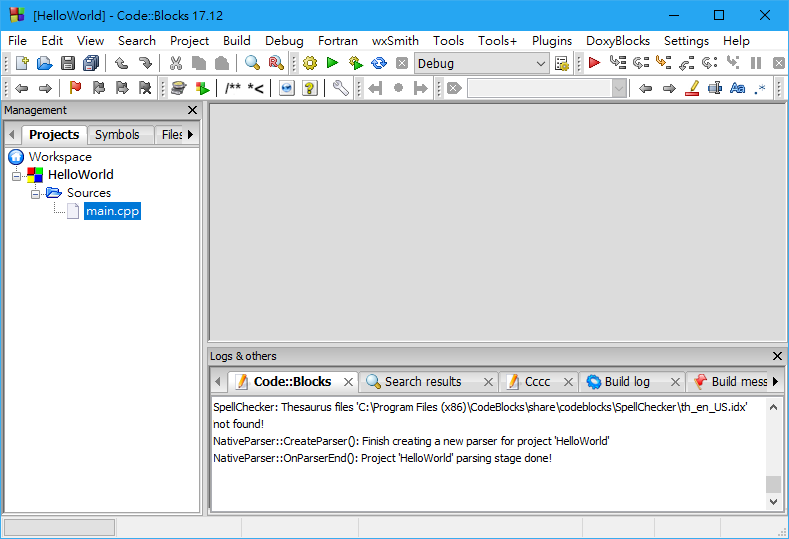 [HelloWorld] - Code::Blocks 17.12
File Edit View Search Project Build Debug Fortran wxSmith Tools Tools+ Plugins DoxyBlocks Settings Help
Debug
/** *<
Aa .*
Management
Projects Symbols Files
Workspace
HelloWorld
Sources
main.cpp
Logs & others
Code::Blocks Search results Cccc Build log Build mess
SpellChecker: Thesaurus files 'C:\Program Files (x86)\CodeBlocks\share\codeblocks\SpellChecker\th_en_US.idx'
not found!
NativeParser::CreateParser(): Finish creating a new parser for project 'HelloWorld'
NativeParser::OnParserEnd(): Project 'HelloWorld' parsing stage done!